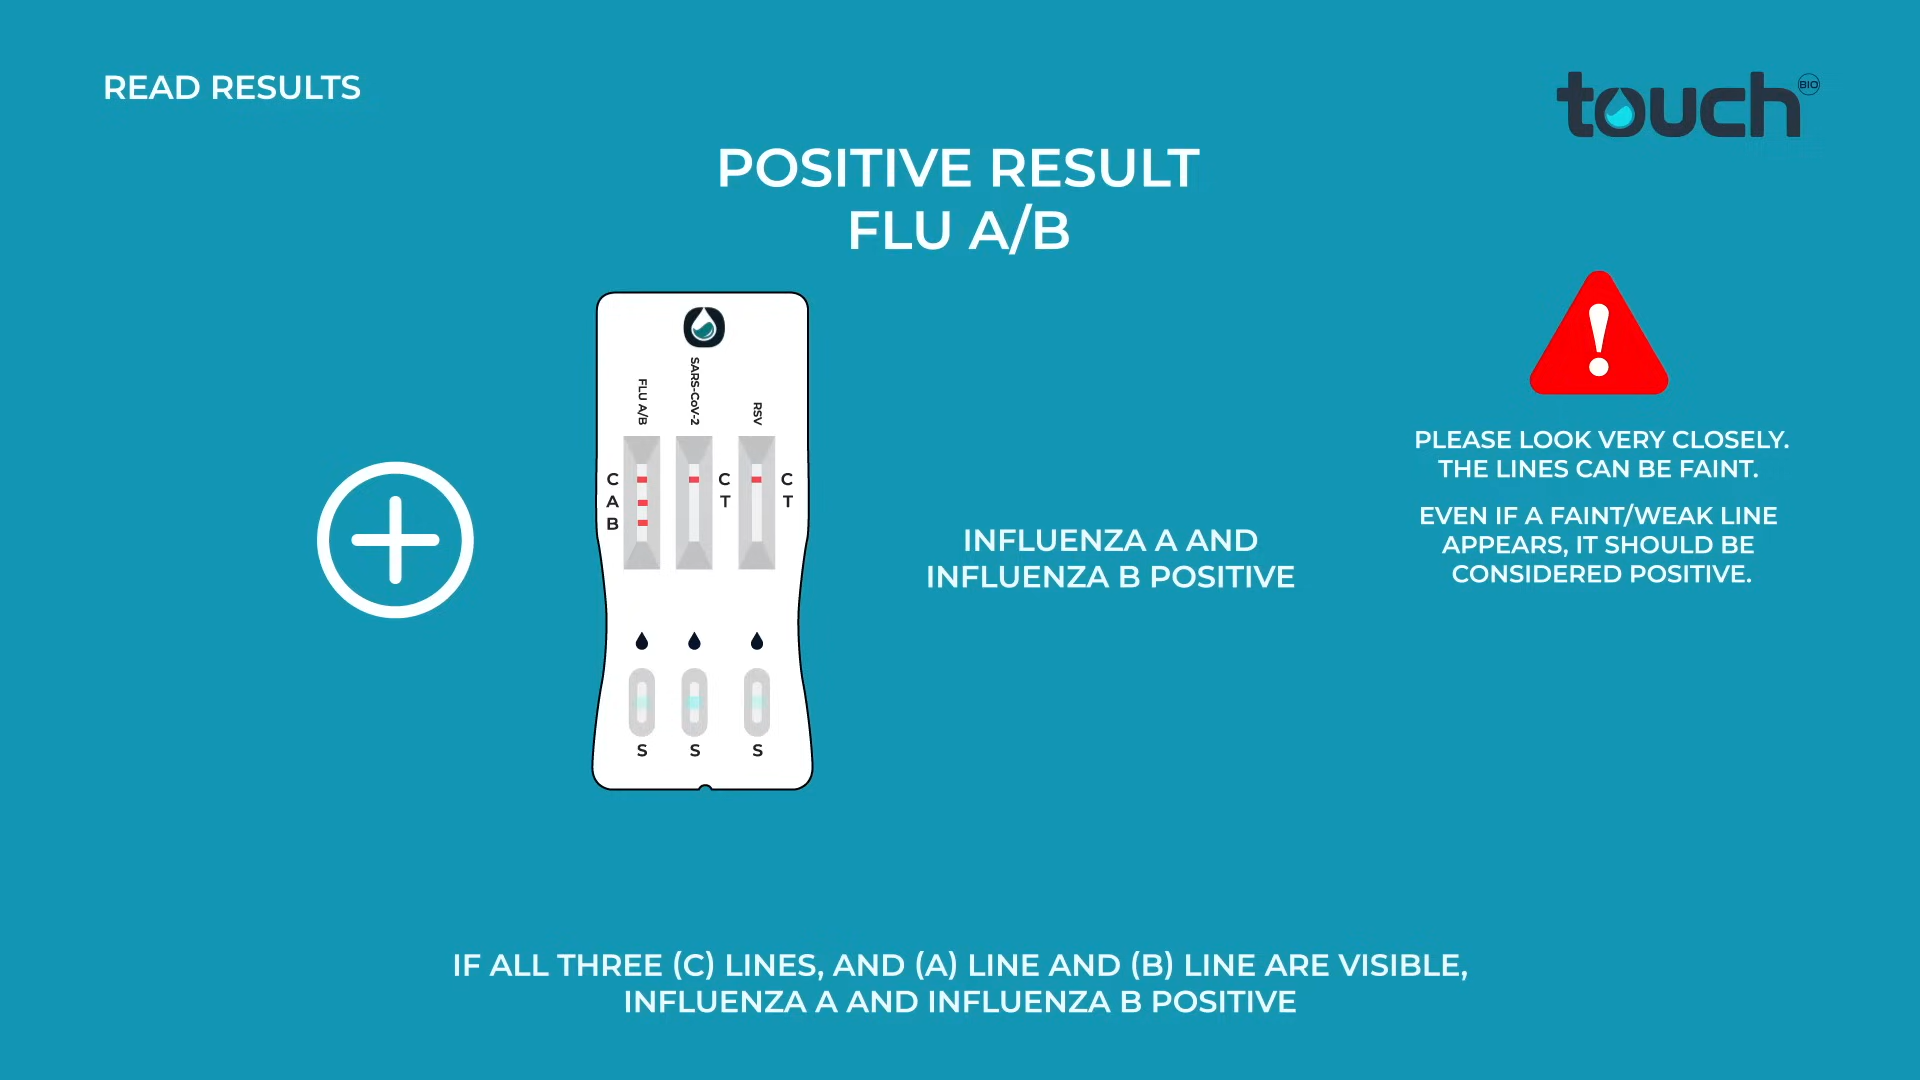 READ RESULTS
touch BIO
POSITIVE RESULT
FLU A/B
FLU A/B
SARS-CoV-2
RSV
C C C
A T T
B
S S S
INFLUENZA A AND
INFLUENZA B POSITIVE
!
PLEASE LOOK VERY CLOSELY.
THE LINES CAN BE FAINT.
EVEN IF A FAINT/WEAK LINE
APPEARS, IT SHOULD BE
CONSIDERED POSITIVE.
IF ALL THREE (C) LINES, AND (A) LINE AND (B) LINE ARE VISIBLE,
INFLUENZA A AND INFLUENZA B POSITIVE